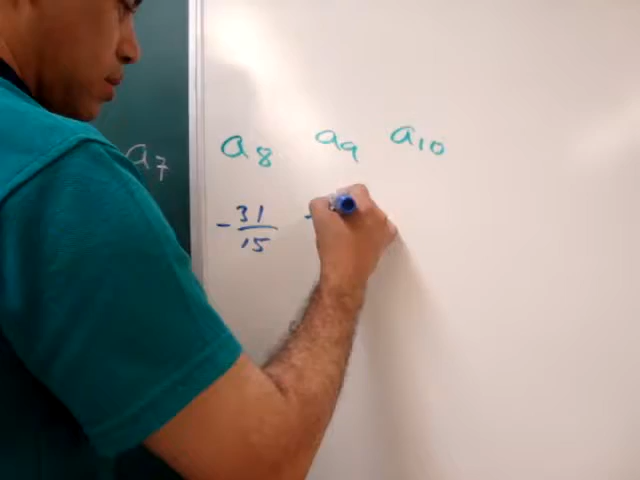 a₇ a₈ a₉ a₁₀
-31/15 -